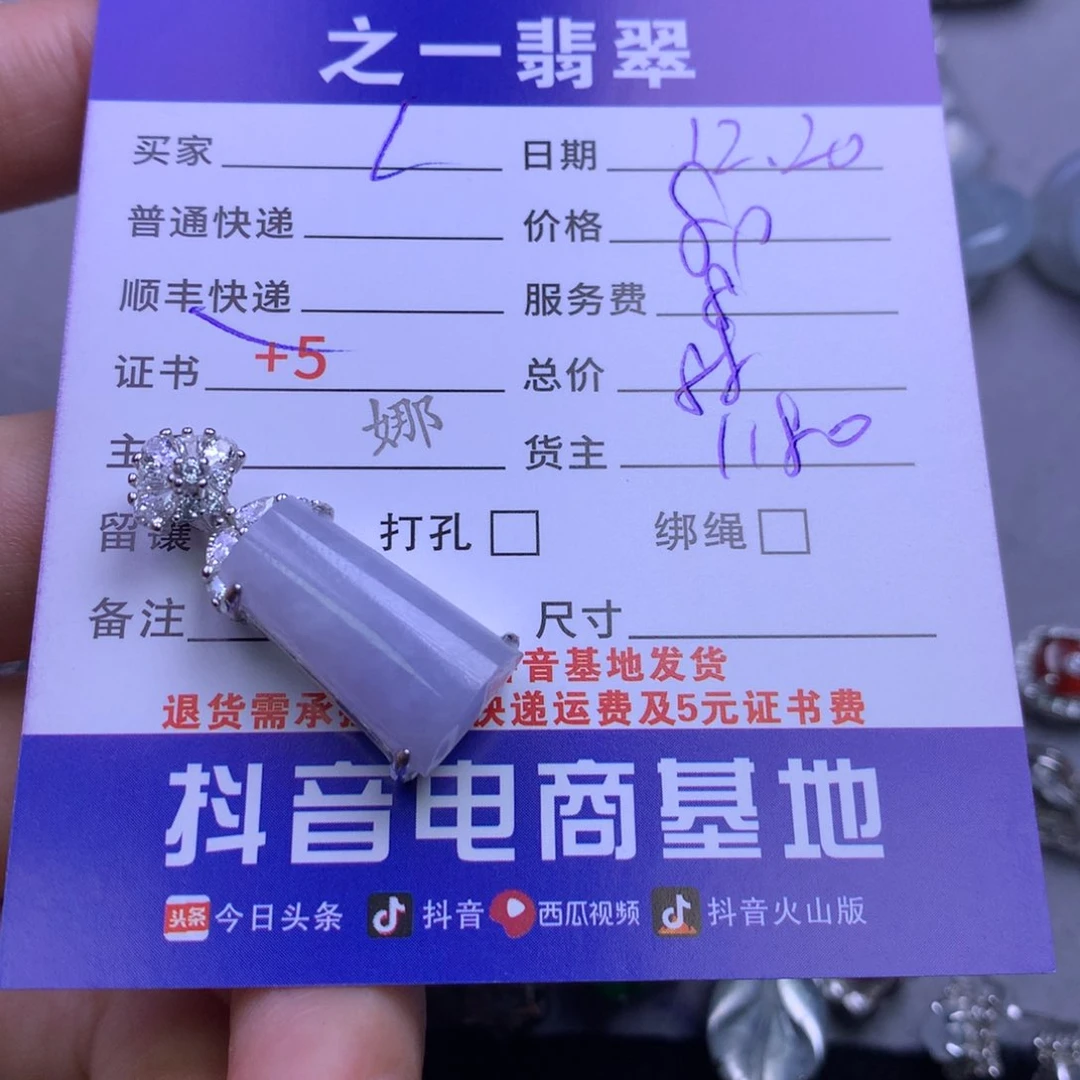 之一翡翠
买家 L 日期 12.20
普通快递 价格
顺丰快递 服务费
证书 +5 总价
主 娜 货主 1180
留镶 打孔 绑绳
备注 尺寸
音基地发货
退货需承 快递运费及5元证书费
抖音电商基地
头条 今日头条 抖音 西瓜视频 抖音火山版